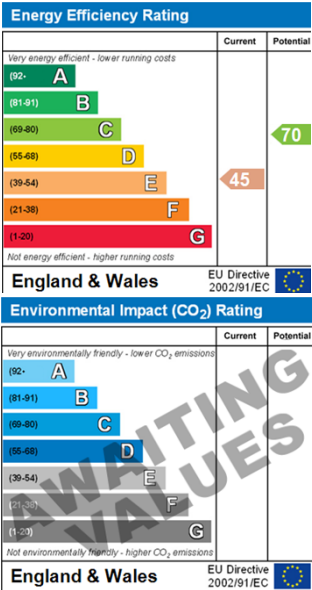 Energy Efficiency Rating
Current Potential
Very energy efficient - lower running costs
(92- A
(81-91) B
(69-80) C
70
(55-68) D
(39-54) E
45
(21-38) F
(1-20) G
Not energy efficient - higher running costs
England & Wales
EU Directive
2002/91/EC
Environmental Impact (CO2) Rating
Current Potential
Very environmentally friendly - lower CO2 emissions
(92- A
(81-91) B
(69-80) C
(55-68) D
(39-54) E
(21-38) F
(1-20) G
AWAITING
VALUES
Not environmentally friendly - higher CO2 emissions
England & Wales
EU Directive
2002/91/EC